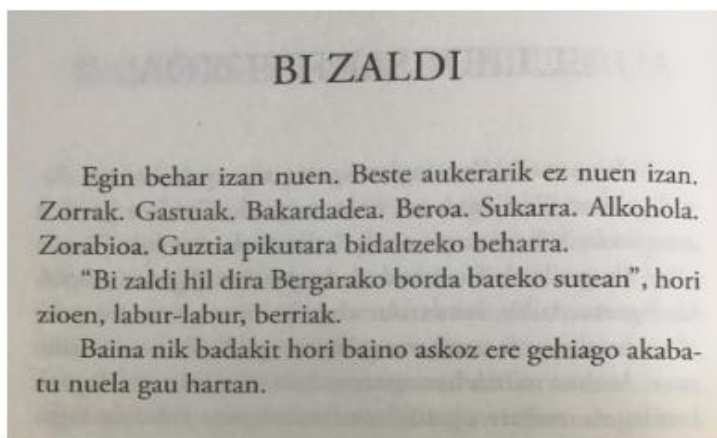 BI ZALDI
Egin behar izan nuen. Beste aukerarik ez nuen izan.
Zorrak. Gastuak. Bakardadea. Beroa. Sukarra. Alkohola.
Zorabioa. Guztia pikutara bidaltzeko beharra.
“Bi zaldi hil dira Bergarako borda bateko sutean”, hori
zioen, labur-labur, berriak.
Baina nik badakit hori baino askoz ere gehiago akaba-
tu nuela gau hartan.